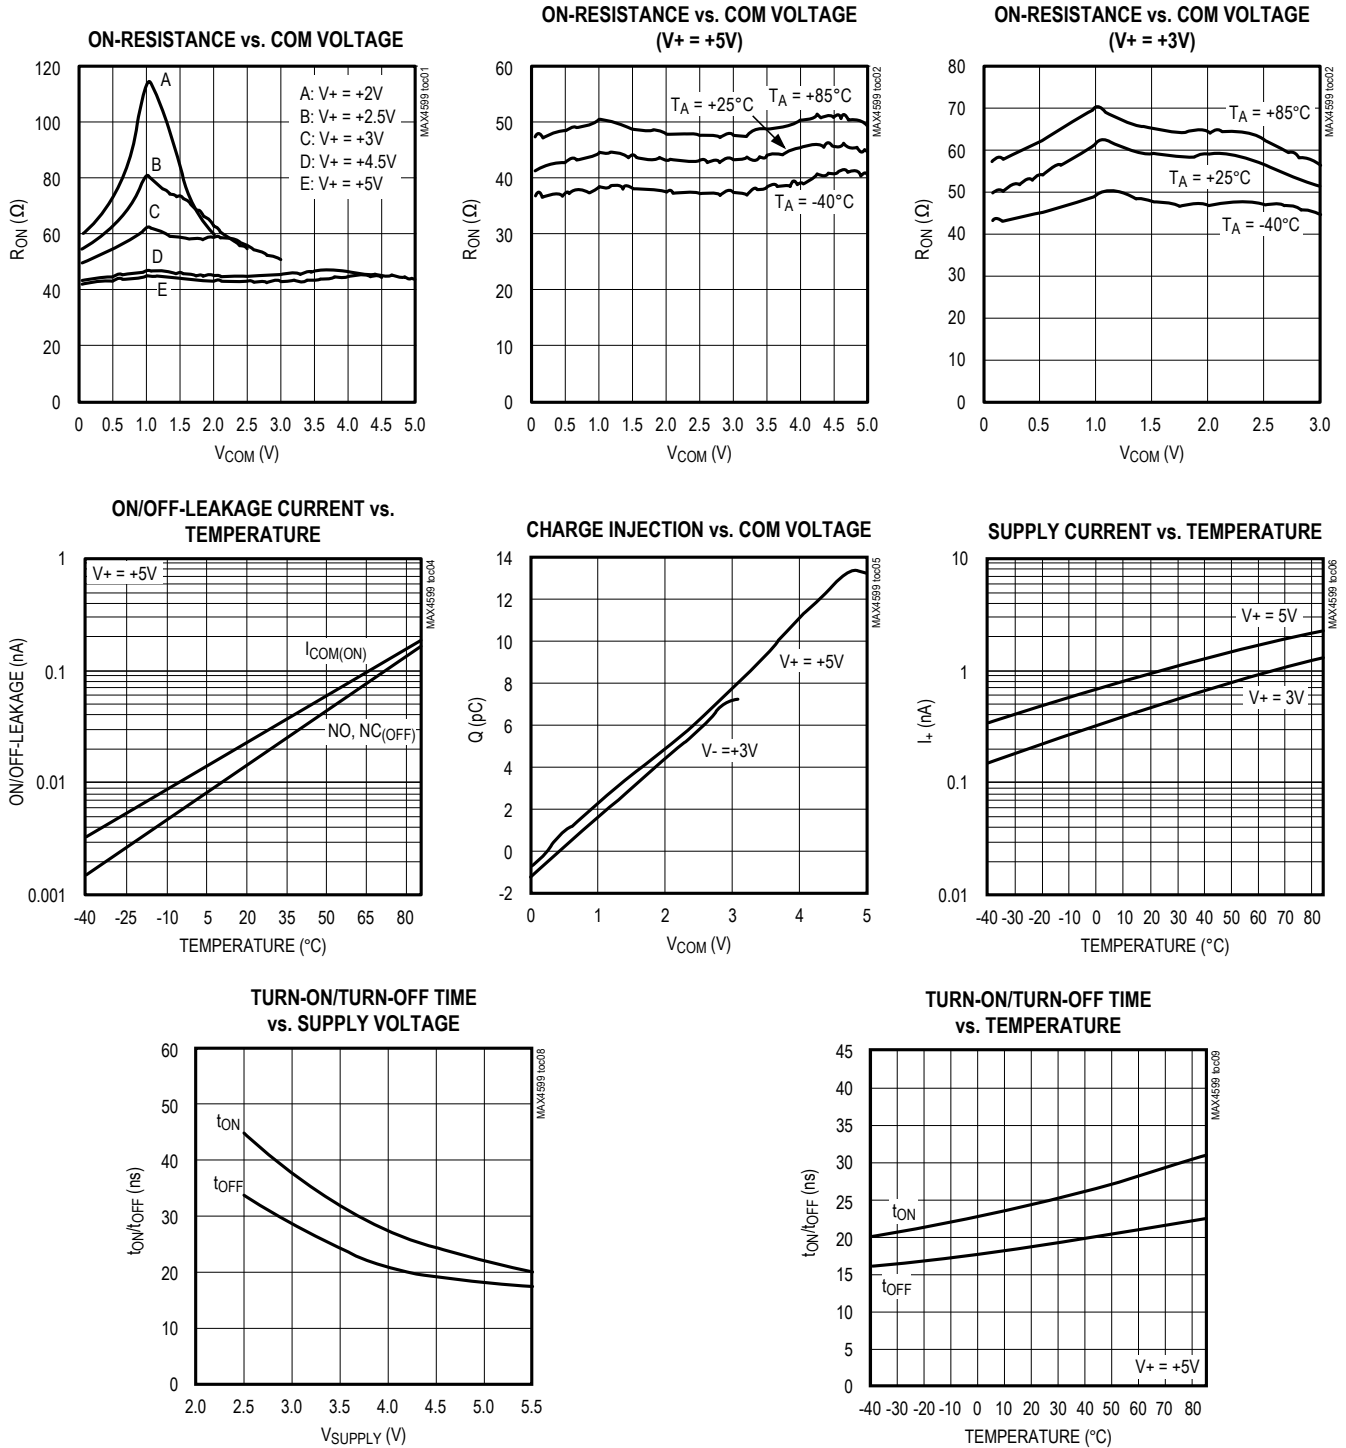 ON-RESISTANCE vs. COM VOLTAGE
120
100
80
60
40
20
0
RON (Ω)
A
B
C
D
E
A: V+ = +2V
B: V+ = +2.5V
C: V+ = +3V
D: V+ = +4.5V
E: V+ = +5V
MAX4599 toc01
0 0.5 1.0 1.5 2.0 2.5 3.0 3.5 4.0 4.5 5.0
VCOM (V)
ON-RESISTANCE vs. COM VOLTAGE
(V+ = +5V)
60
50
40
30
20
10
0
RON (Ω)
TA = +25°C
TA = +85°C
TA = -40°C
MAX4599 toc02
0 0.5 1.0 1.5 2.0 2.5 3.0 3.5 4.0 4.5 5.0
VCOM (V)
ON-RESISTANCE vs. COM VOLTAGE
(V+ = +3V)
80
70
60
50
40
30
20
10
0
RON (Ω)
TA = +85°C
TA = +25°C
TA = -40°C
MAX4599 toc02
0 0.5 1.0 1.5 2.0 2.5 3.0
VCOM (V)
ON/OFF-LEAKAGE CURRENT vs.
TEMPERATURE
1
0.1
0.01
0.001
ON/OFF-LEAKAGE (nA)
V+ = +5V
ICOM(ON)
NO, NC(OFF)
MAX4599 toc04
-40 -25 -10 5 20 35 50 65 80
TEMPERATURE (°C)
CHARGE INJECTION vs. COM VOLTAGE
14
12
10
8
6
4
2
0
-2
Q (pC)
V+ = +5V
V- =+3V
MAX4599 toc05
0 1 2 3 4 5
VCOM (V)
SUPPLY CURRENT vs. TEMPERATURE
10
1
0.1
0.01
I+ (nA)
V+ = 5V
V+ = 3V
MAX4599 toc06
-40 -30 -20 -10 0 10 20 30 40 50 60 70 80
TEMPERATURE (°C)
TURN-ON/TURN-OFF TIME
vs. SUPPLY VOLTAGE
60
50
40
30
20
10
0
tON/tOFF (ns)
tON
tOFF
MAX4599 toc08
2.0 2.5 3.0 3.5 4.0 4.5 5.0 5.5
VSUPPLY (V)
TURN-ON/TURN-OFF TIME
vs. TEMPERATURE
45
40
35
30
25
20
15
10
5
0
tON/tOFF (ns)
tON
tOFF
V+ = +5V
MAX4599 toc09
-40 -30 -20 -10 0 10 20 30 40 50 60 70 80
TEMPERATURE (°C)